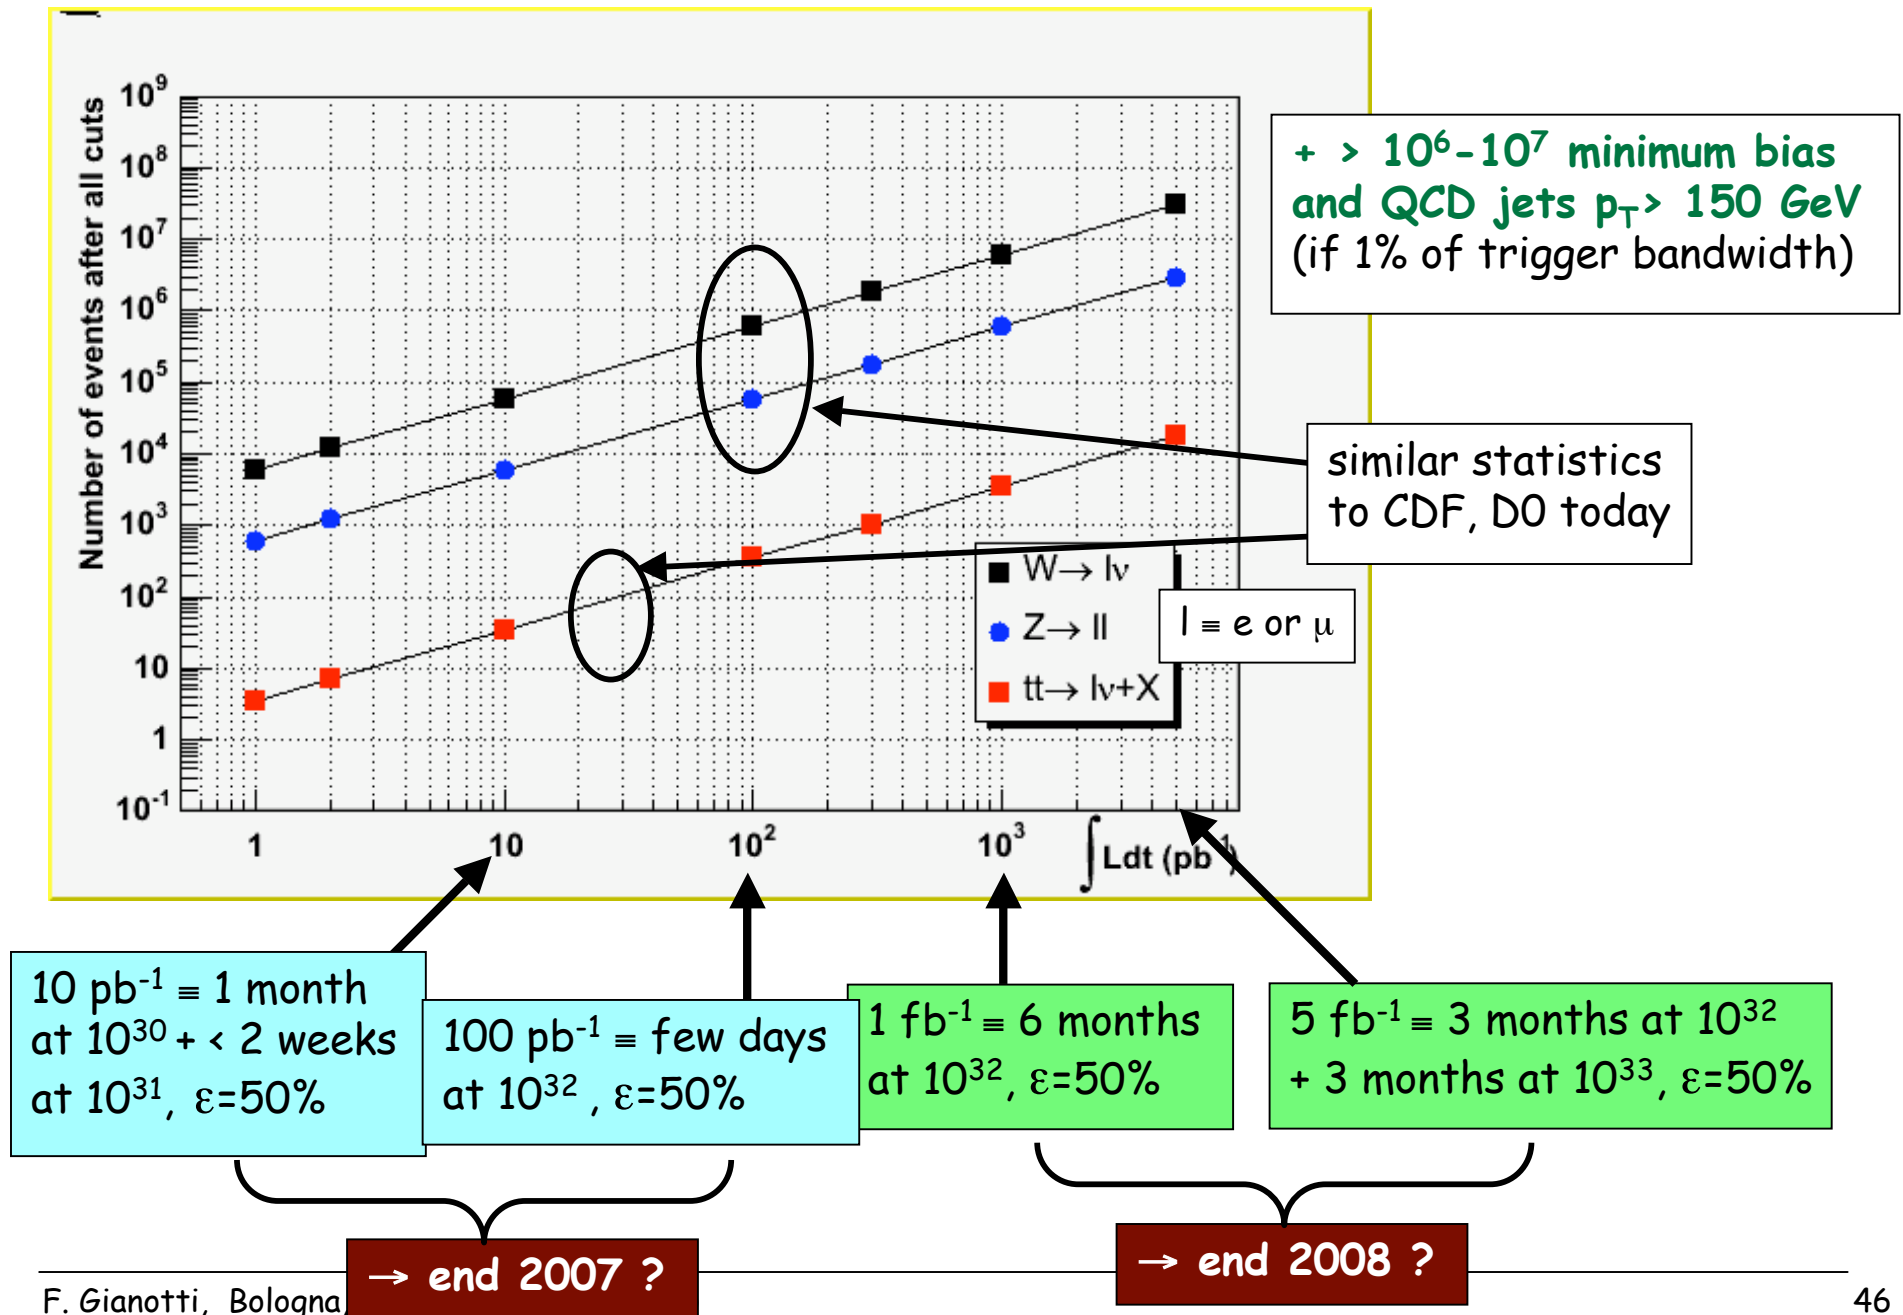 Number of events after all cuts
10⁹
10⁸
10⁷
10⁶
10⁵
10⁴
10³
10²
10
1
10⁻¹
1
10
10²
10³
∫Ldt (pb⁻¹)
+ > 10⁶-10⁷ minimum bias
and QCD jets p_T> 150 GeV
(if 1% of trigger bandwidth)
similar statistics
to CDF, D0 today
W→ lν
Z→ ll
tt→ lν+X
l ≡ e or μ
10 pb⁻¹ ≡ 1 month
at 10³⁰ + < 2 weeks
at 10³¹, ε=50%
100 pb⁻¹ ≡ few days
at 10³² , ε=50%
1 fb⁻¹ ≡ 6 months
at 10³², ε=50%
5 fb⁻¹ ≡ 3 months at 10³²
+ 3 months at 10³³, ε=50%
→ end 2007 ?
→ end 2008 ?
F. Gianotti, Bologna,
46